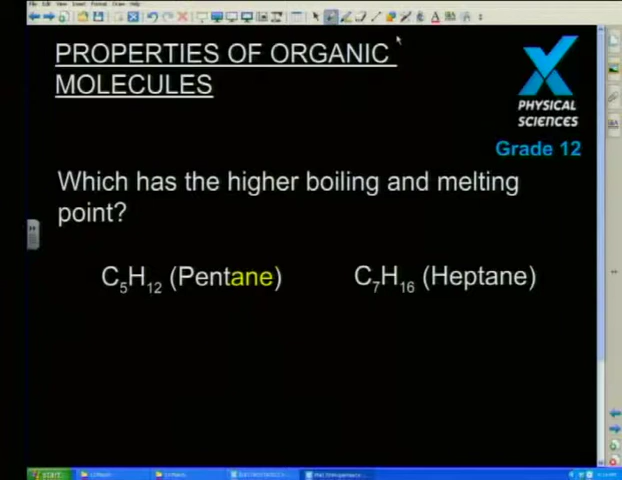 PROPERTIES OF ORGANIC
MOLECULES
PHYSICAL
SCIENCES
Grade 12
Which has the higher boiling and melting
point?
C₅H₁₂ (Pentane) C₇H₁₆ (Heptane)